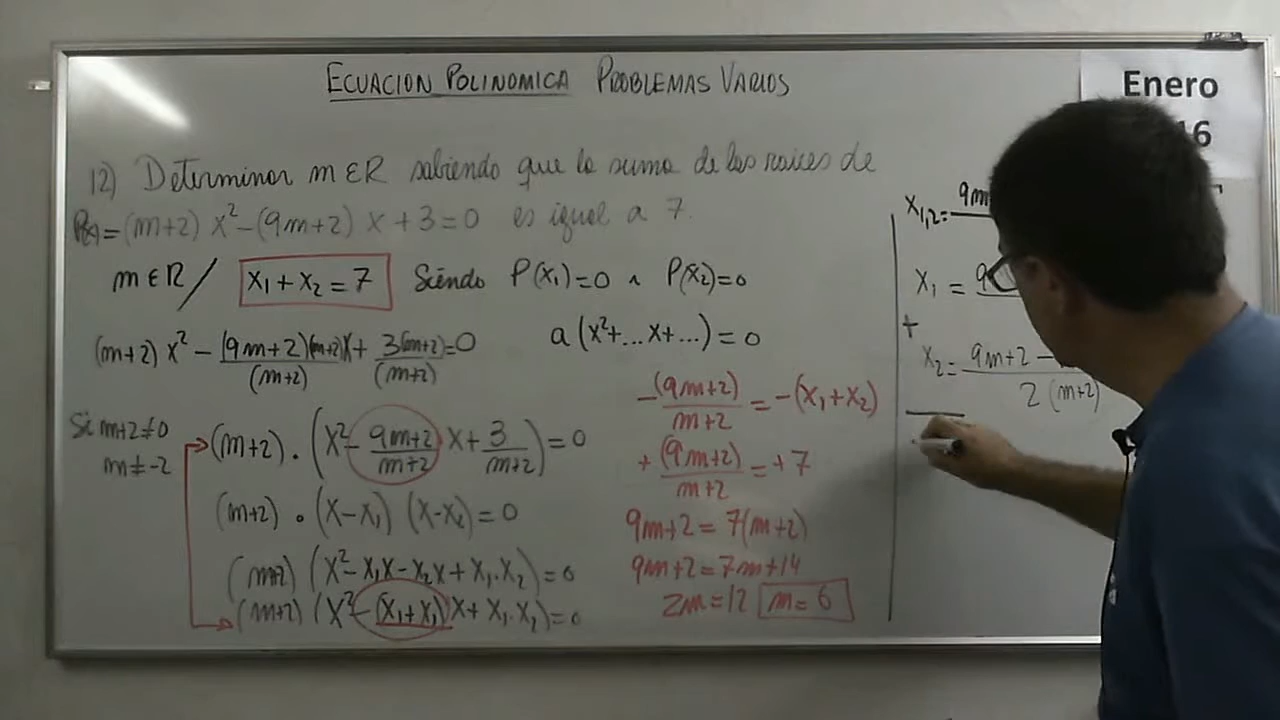 ECUACION POLINOMICA PROBLEMAS VARIOS
Enero
16
12) Determinar m ∈ R sabiendo que la suma de las raices de
P(x) = (m+2) x² - (9m+2) x + 3 = 0 es igual a 7.
m ∈ R / x₁ + x₂ = 7 Siendo P(x₁)=0 ∧ P(x₂)=0
(m+2) x² - (9m+2)(m+2)x/(m+2) + 3(m+2)/(m+2) = 0
a (x² + ... x + ...) = 0
Si m+2 ≠ 0
m ≠ -2
(m+2) · (x² - 9m+2/m+2 x + 3/m+2) = 0
(m+2) · (x-x₁) (x-x₂) = 0
(m+2) (x² - x₁x - x₂x + x₁.x₂) = 0
(m+2) (x² - (x₁+x₁) x + x₁.x₂) = 0
-(9m+2)/m+2 = -(x₁+x₂)
+(9m+2)/m+2 = +7
9m+2 = 7(m+2)
9m+2 = 7m+14
2m = 12 m = 6
x₁,₂ = 9m
x₁ = 9
+
x₂ = 9m+2 - / 2(m+2)